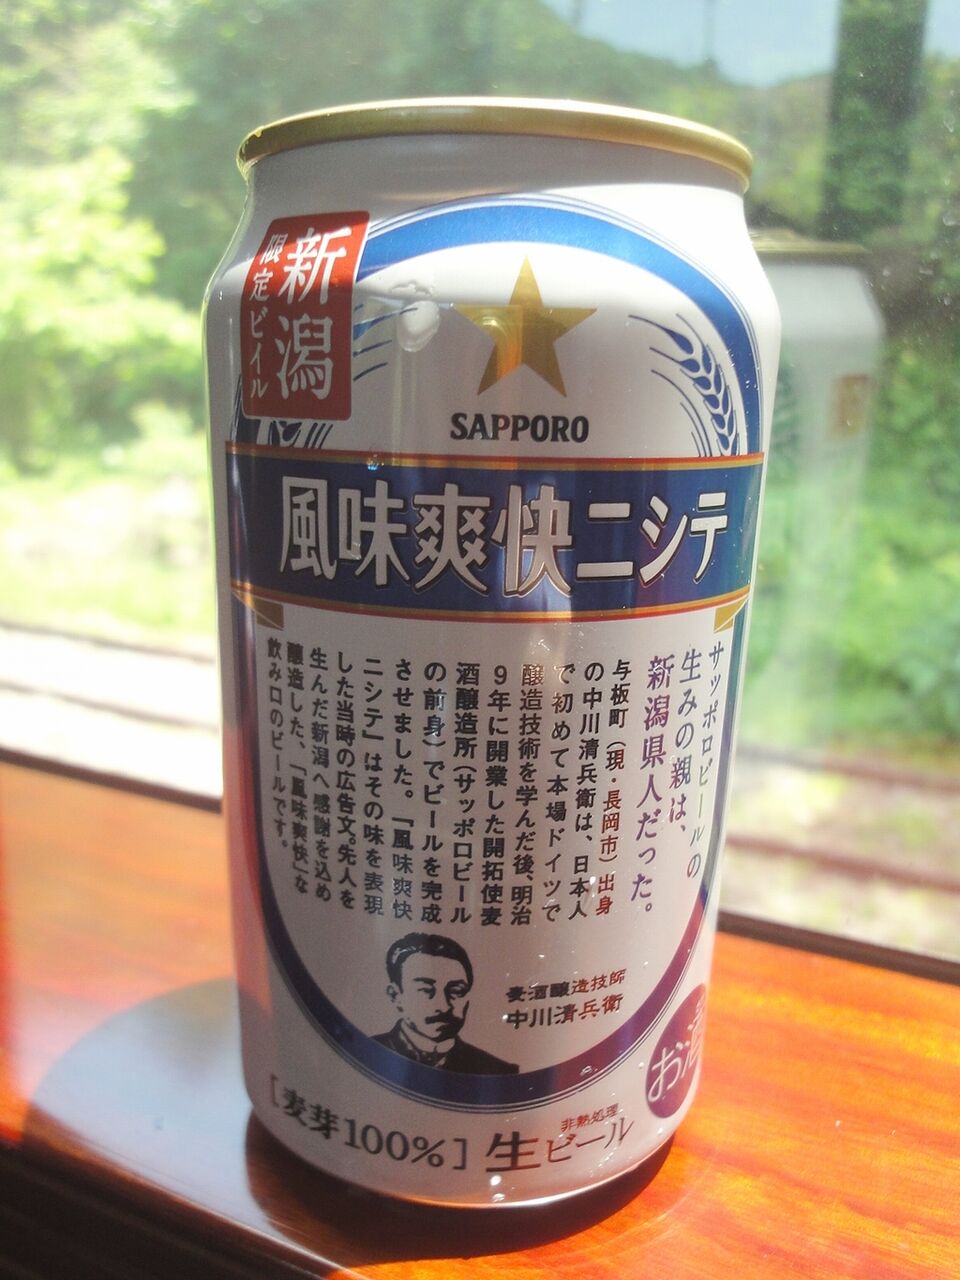 新潟
限定ビイル
SAPPORO
風味爽快ニシテ
サッポロビールの
生みの親は、
新潟県人だった。
与板町（現・長岡市）出身
の中川清兵衛は、日本人
で初めて本場ドイツで
醸造技術を学んだ後、明治
9年に開業した開拓使麦
酒醸造所（サッポロビール
の前身）でビールを完成
させました。「風味爽快
ニシテ」はその味を表現
した当時の広告文。先人を
生んだ新潟へ感謝を込め
醸造した、「風味爽快」な
飲み口のビールです。
麦酒醸造技師
中川清兵衛
お酒
[麦芽100%]
非熱処理
生ビール